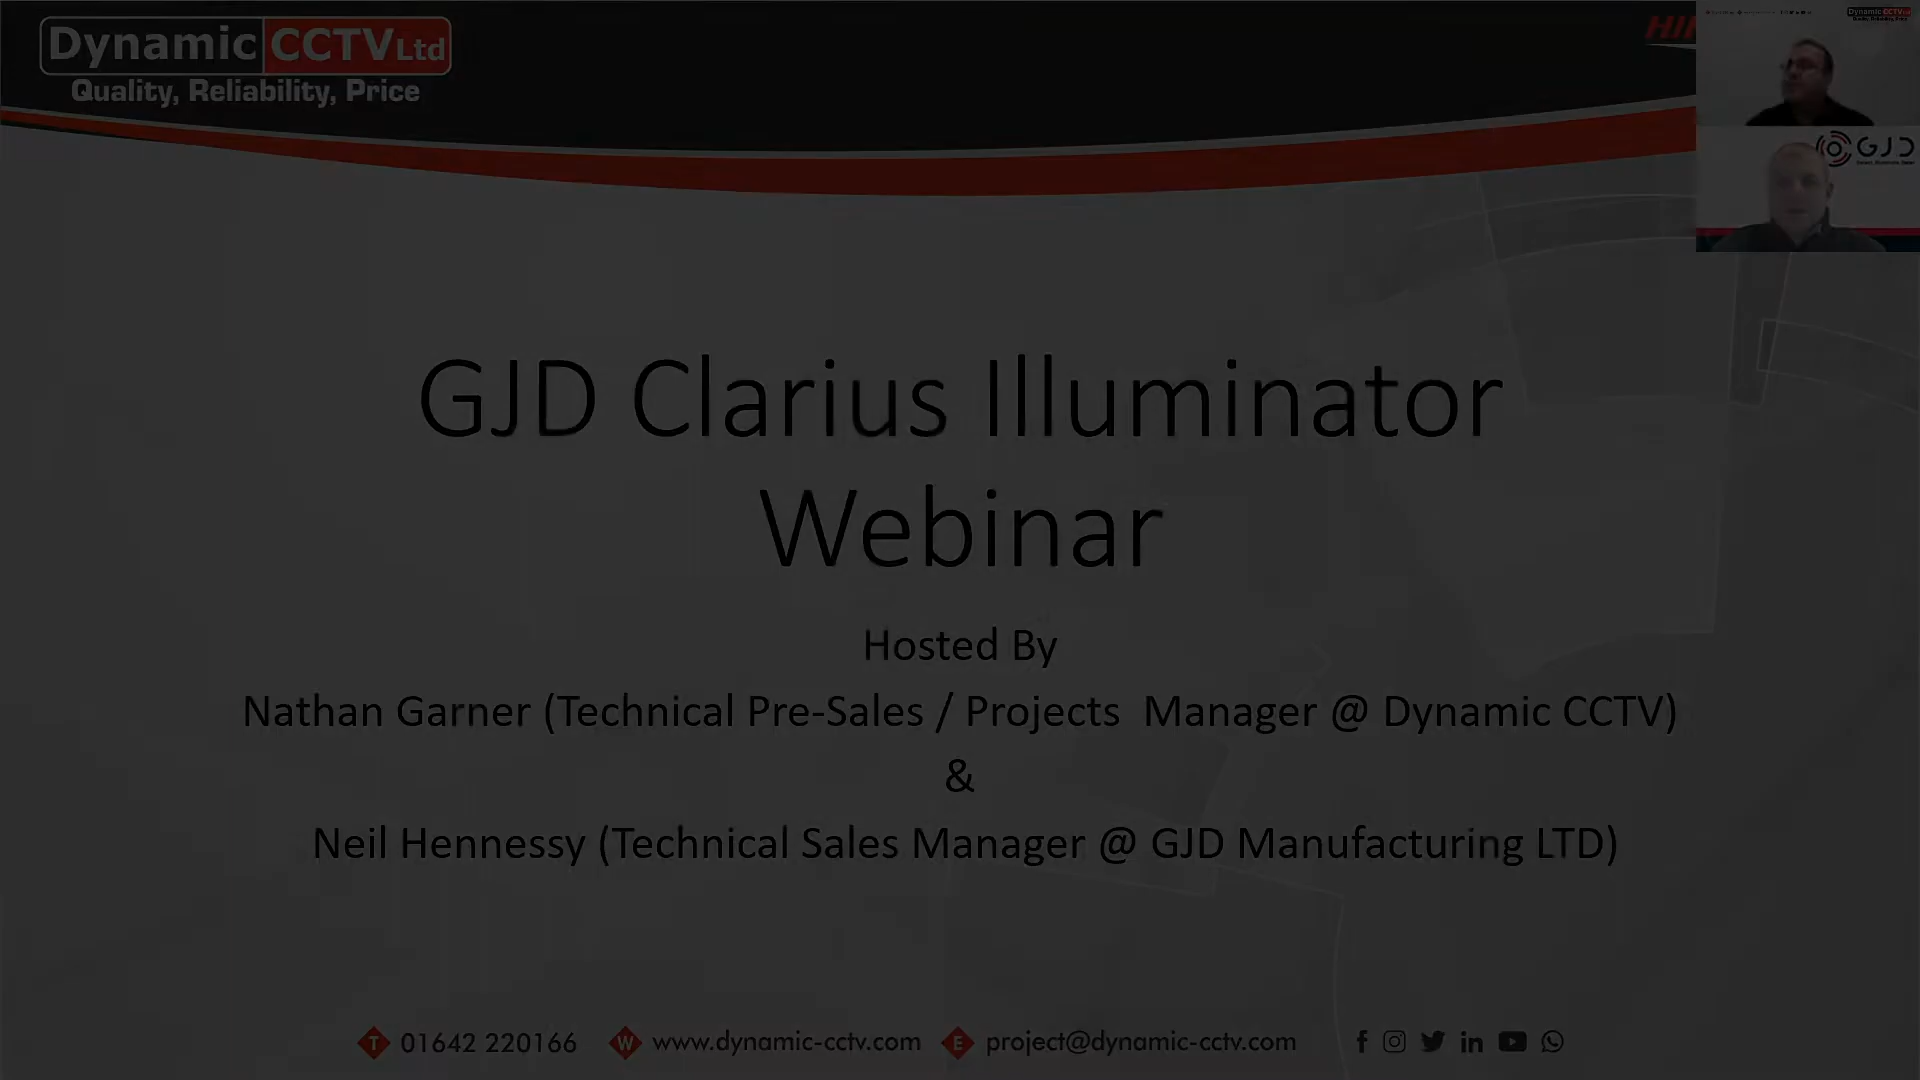 Dynamic CCTV Ltd
Quality, Reliability, Price
GJD
GJD Clarius Illuminator
Webinar
Hosted By
Nathan Garner (Technical Pre-Sales / Projects Manager @ Dynamic CCTV)
&
Neil Hennessy (Technical Sales Manager @ GJD Manufacturing LTD)
T 01642 220166 W www.dynamic-cctv.com E project@dynamic-cctv.com